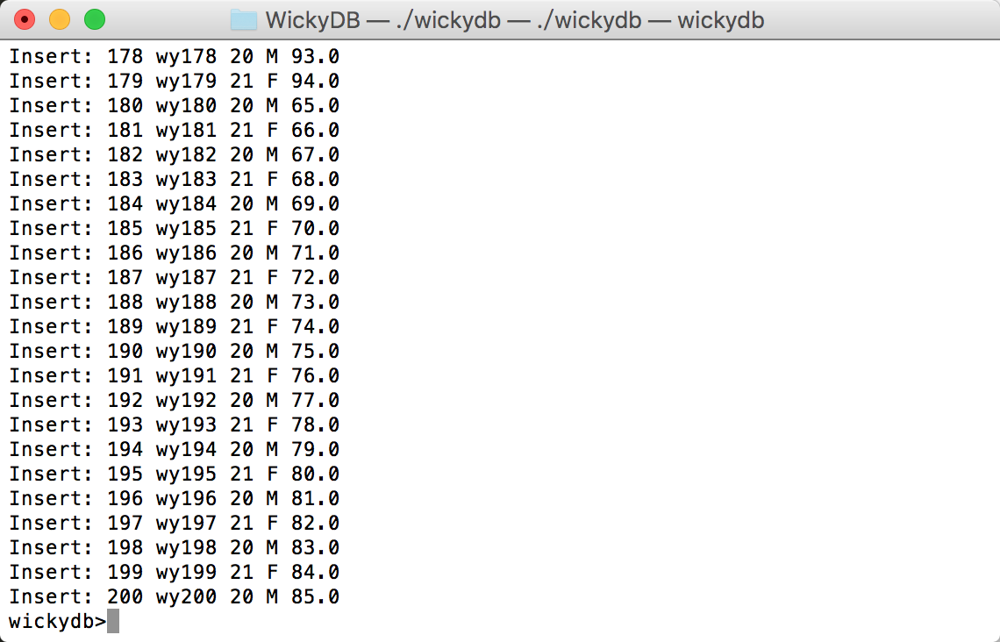 WickyDB — ./wickydb — ./wickydb — wickydb
Insert: 178 wy178 20 M 93.0
Insert: 179 wy179 21 F 94.0
Insert: 180 wy180 20 M 65.0
Insert: 181 wy181 21 F 66.0
Insert: 182 wy182 20 M 67.0
Insert: 183 wy183 21 F 68.0
Insert: 184 wy184 20 M 69.0
Insert: 185 wy185 21 F 70.0
Insert: 186 wy186 20 M 71.0
Insert: 187 wy187 21 F 72.0
Insert: 188 wy188 20 M 73.0
Insert: 189 wy189 21 F 74.0
Insert: 190 wy190 20 M 75.0
Insert: 191 wy191 21 F 76.0
Insert: 192 wy192 20 M 77.0
Insert: 193 wy193 21 F 78.0
Insert: 194 wy194 20 M 79.0
Insert: 195 wy195 21 F 80.0
Insert: 196 wy196 20 M 81.0
Insert: 197 wy197 21 F 82.0
Insert: 198 wy198 20 M 83.0
Insert: 199 wy199 21 F 84.0
Insert: 200 wy200 20 M 85.0
wickydb>